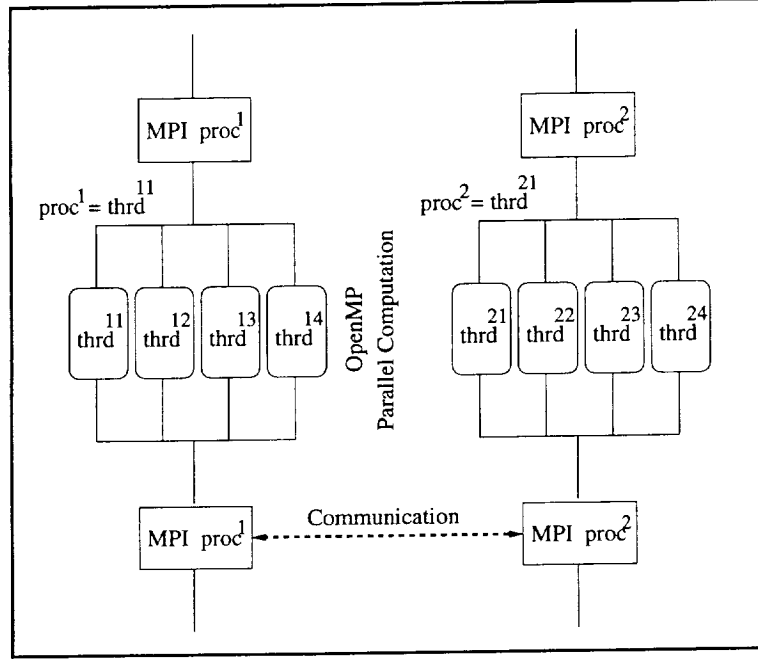 MPI proc¹
MPI proc²
proc¹ = thrd¹¹
proc² = thrd²¹
thrd¹¹
thrd¹²
thrd¹³
thrd¹⁴
OpenMP
Parallel Computation
thrd²¹
thrd²²
thrd²³
thrd²⁴
MPI proc¹
Communication
MPI proc²